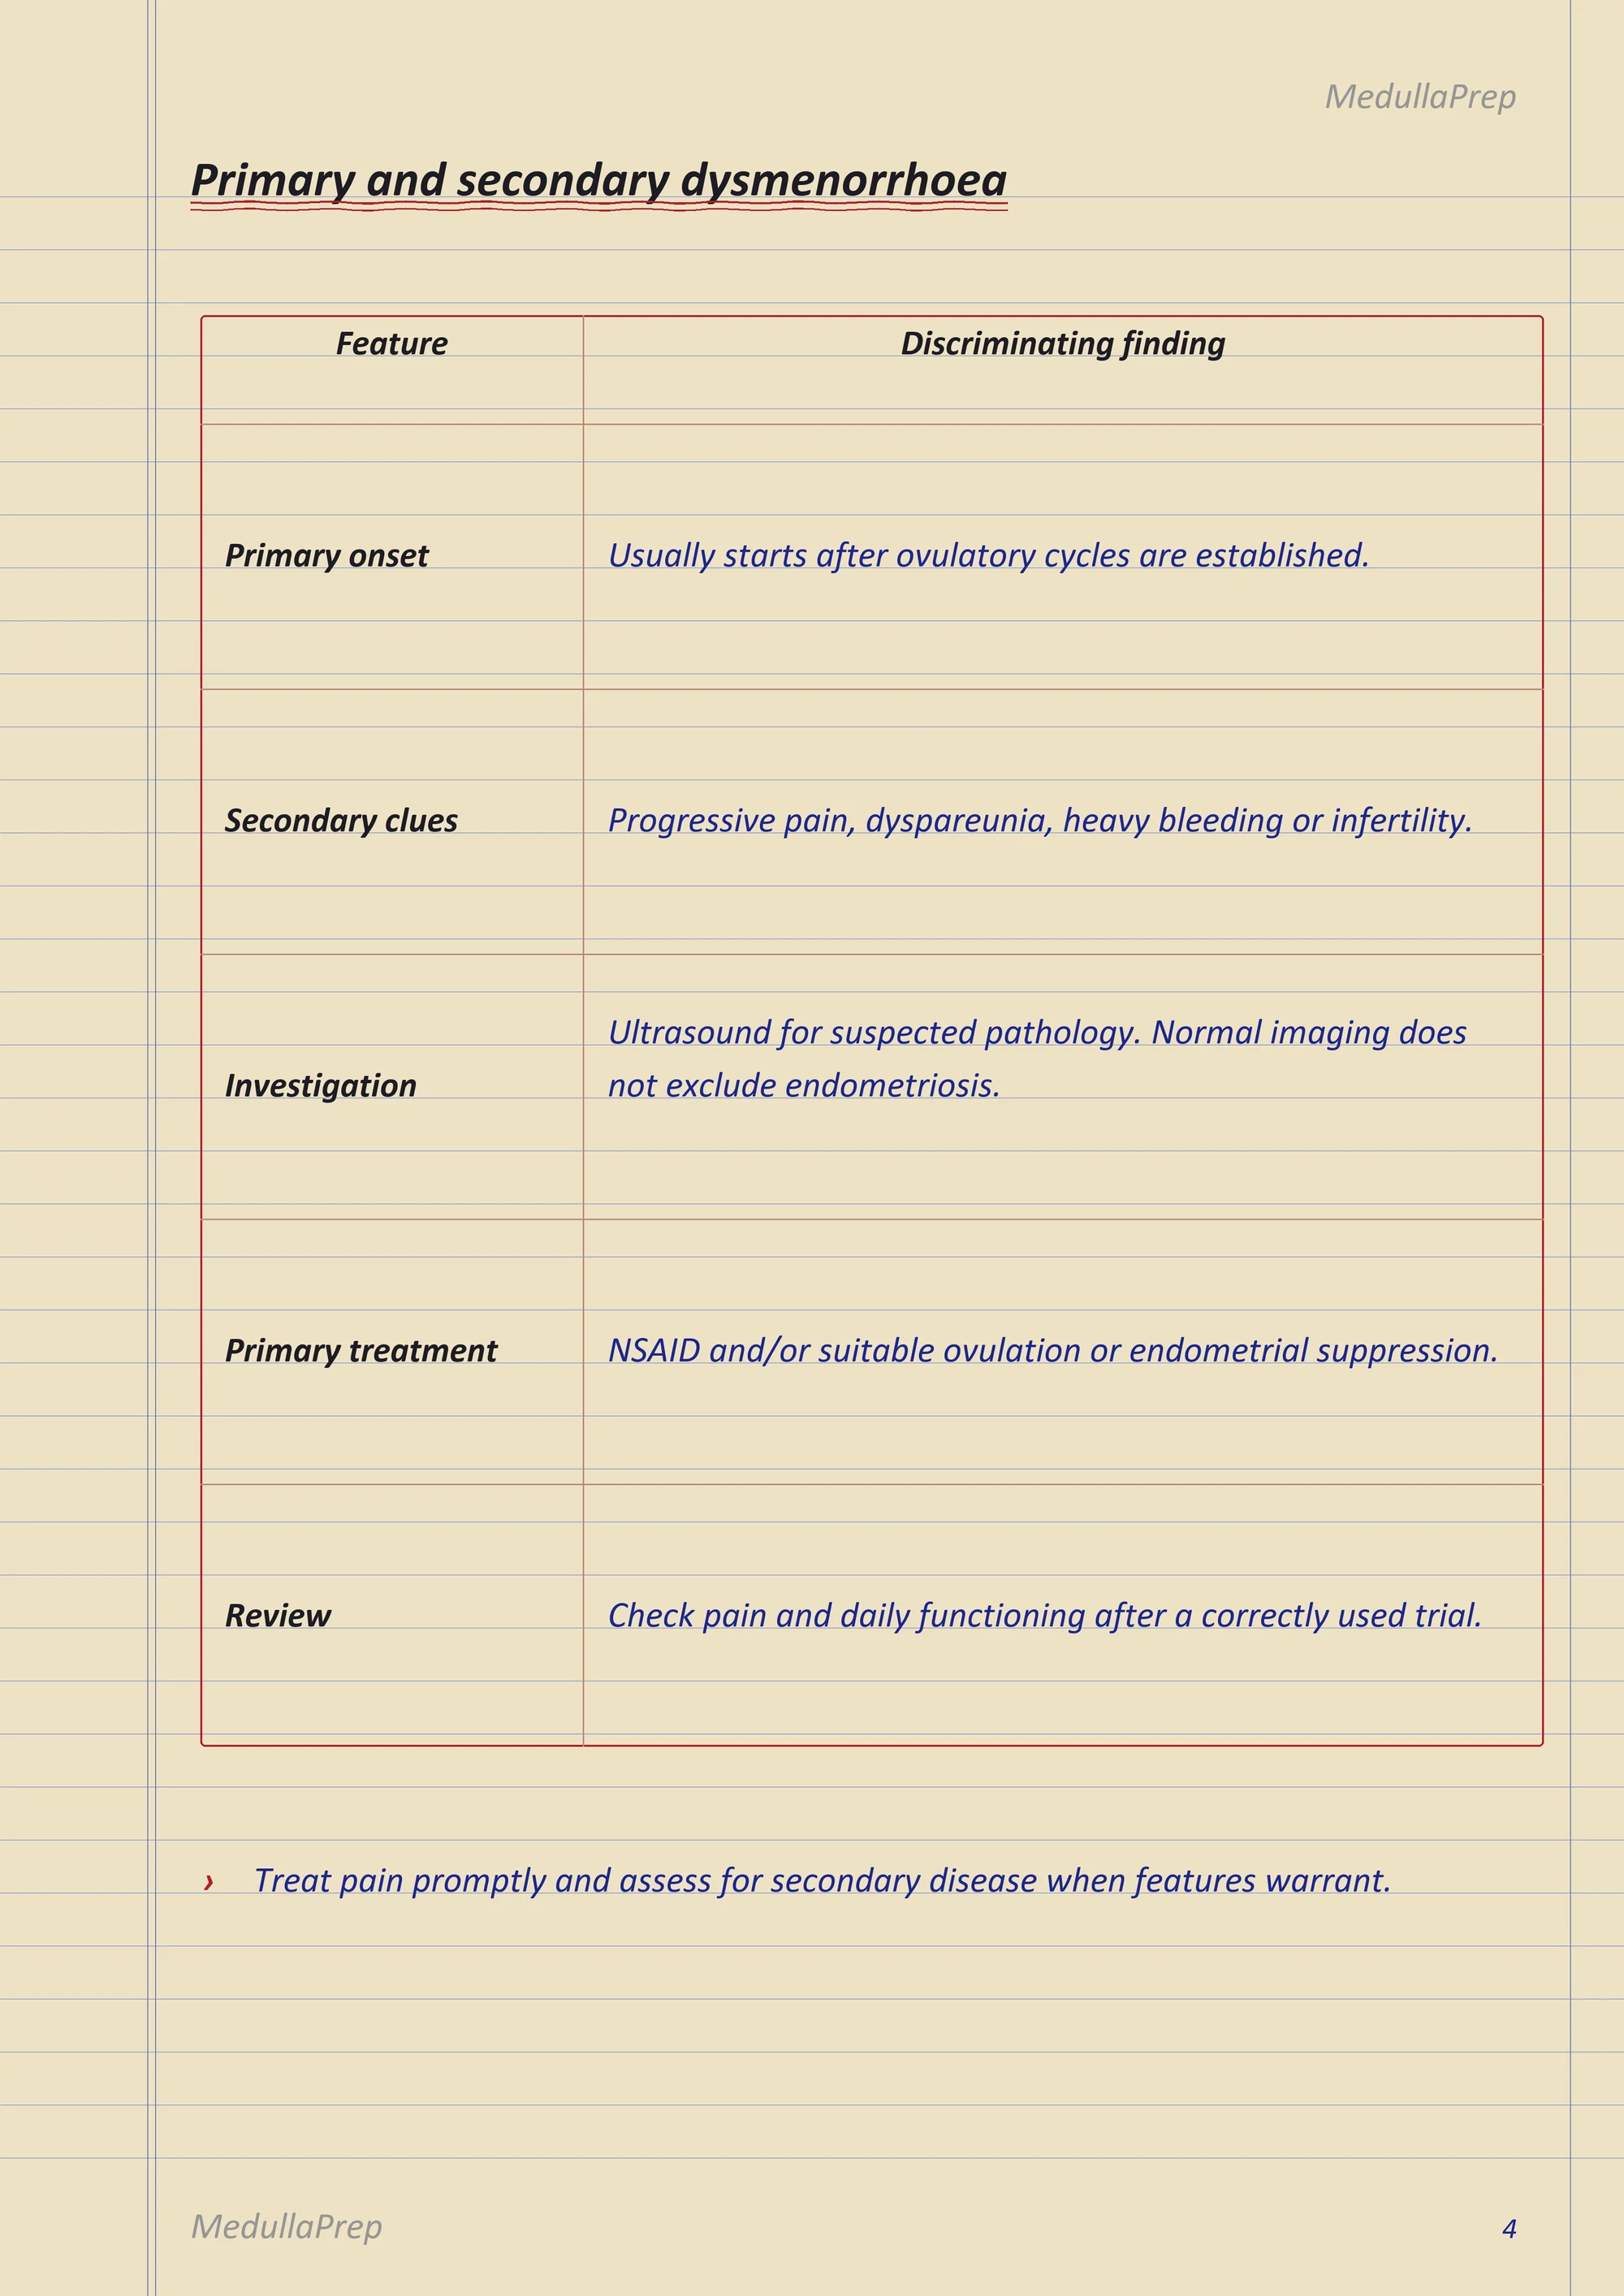 MedullaPrep
Primary and secondary dysmenorrhoea
Feature
Discriminating finding
Primary onset
Usually starts after ovulatory cycles are established.
Secondary clues
Progressive pain, dyspareunia, heavy bleeding or infertility.
Investigation
Ultrasound for suspected pathology. Normal imaging does
not exclude endometriosis.
Primary treatment
NSAID and/or suitable ovulation or endometrial suppression.
Review
Check pain and daily functioning after a correctly used trial.
› Treat pain promptly and assess for secondary disease when features warrant.
MedullaPrep
4